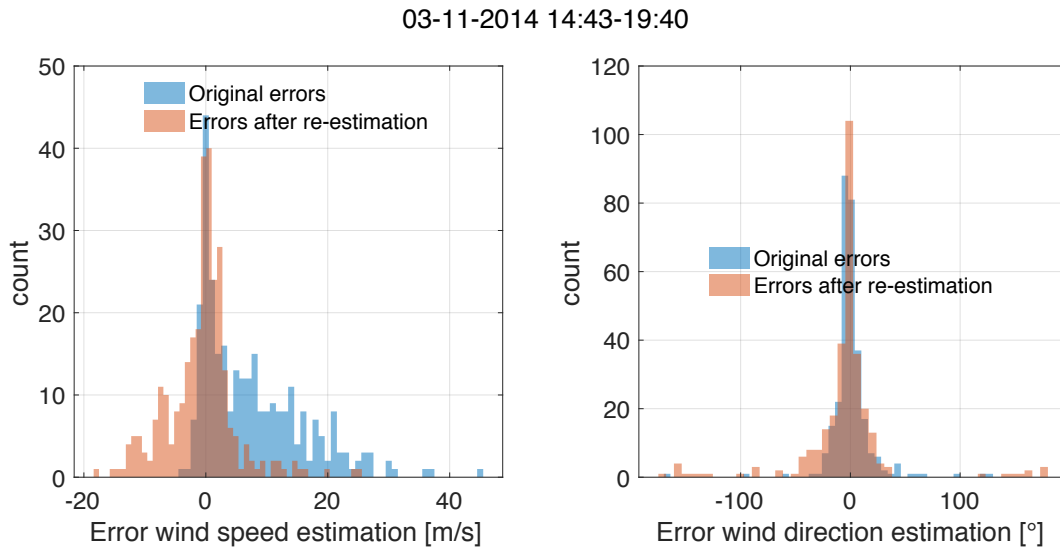 03-11-2014 14:43-19:40
50
40
30
20
10
0
count
Original errors
Errors after re-estimation
-20
0
20
40
Error wind speed estimation [m/s]
120
100
80
60
40
20
0
count
Original errors
Errors after re-estimation
-100
0
100
Error wind direction estimation [°]